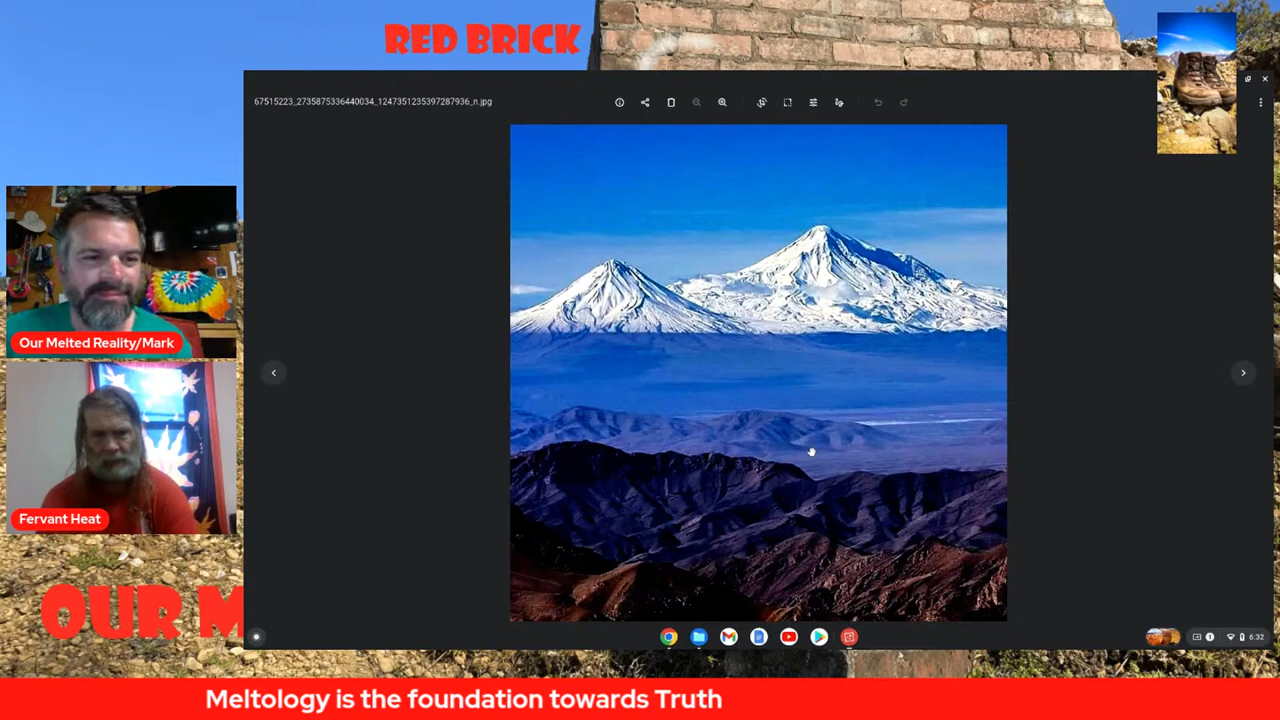 RED BRICK
67515223_2735875336440034_1247351235397287936_n.jpg
Our Melted Reality/Mark
Fervant Heat
OUR M
6:32
Meltology is the foundation towards Truth